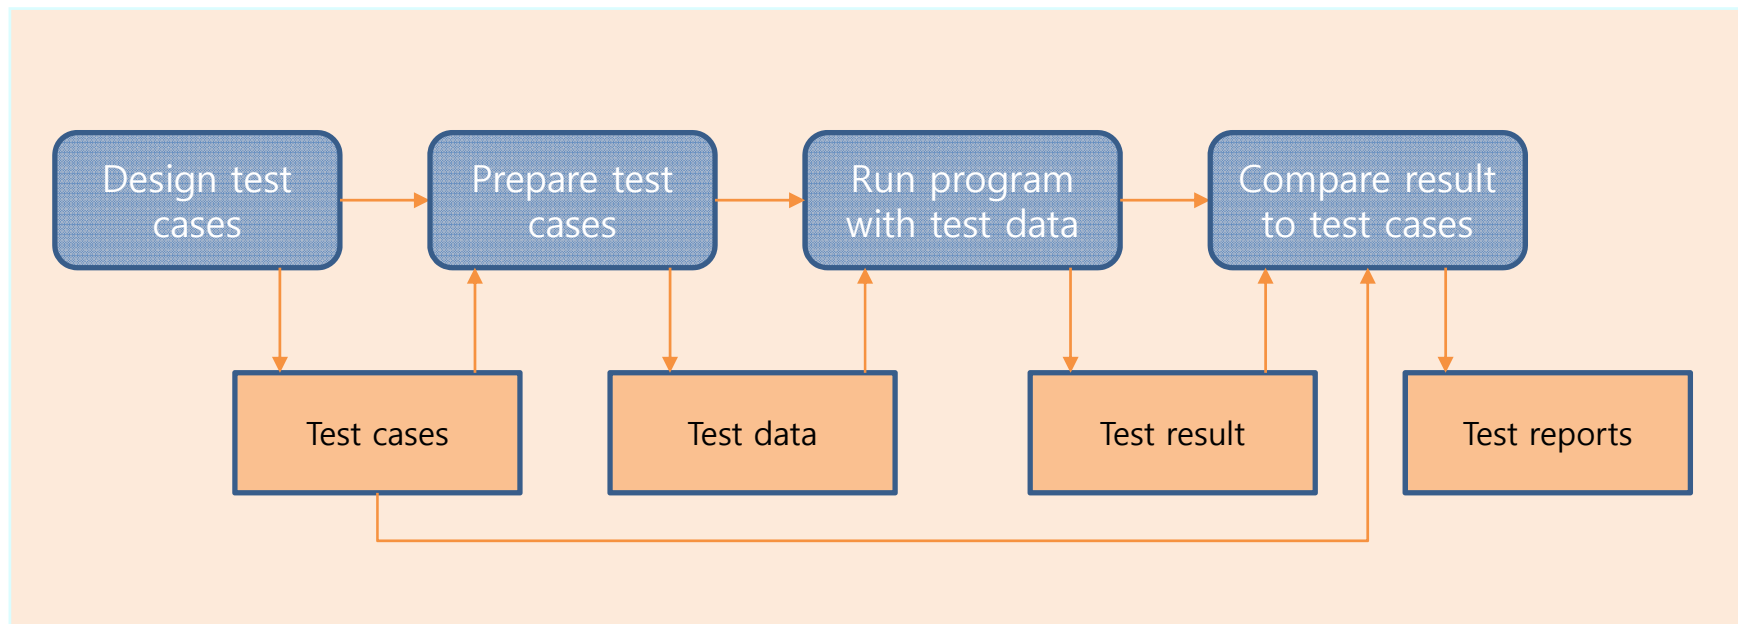 Design test
cases
Prepare test
cases
Run program
with test data
Compare result
to test cases
Test cases
Test data
Test result
Test reports